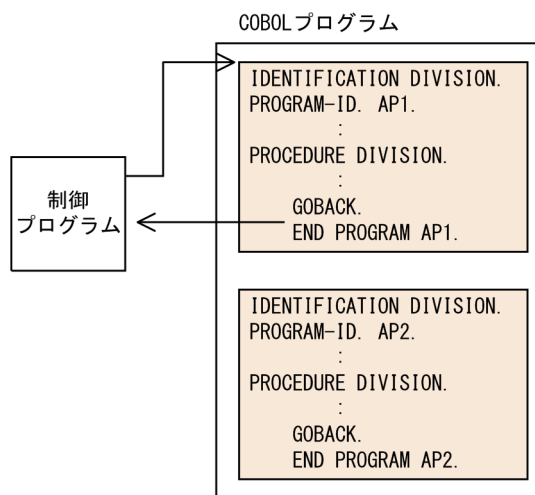 COBOLプログラム
IDENTIFICATION DIVISION.
PROGRAM-ID. AP1.
:
PROCEDURE DIVISION.
:
GOBACK.
END PROGRAM AP1.
制御
プログラム
IDENTIFICATION DIVISION.
PROGRAM-ID. AP2.
:
PROCEDURE DIVISION.
:
GOBACK.
END PROGRAM AP2.